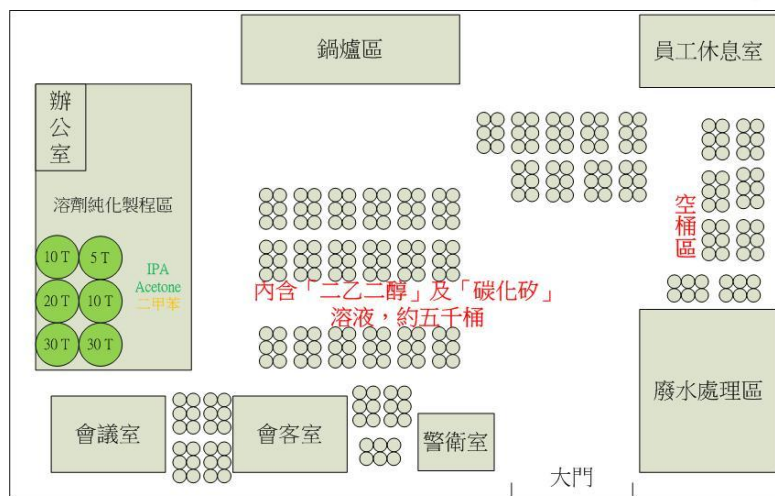 鍋爐區
員工休息室
辦公室
溶劑純化製程區
空桶區
10 T
5 T
IPA
Acetone
二甲苯
20 T
10 T
30 T
30 T
內含「二乙二醇」及「碳化矽」
溶液，約五千桶
廢水處理區
會議室
會客室
警衛室
大門